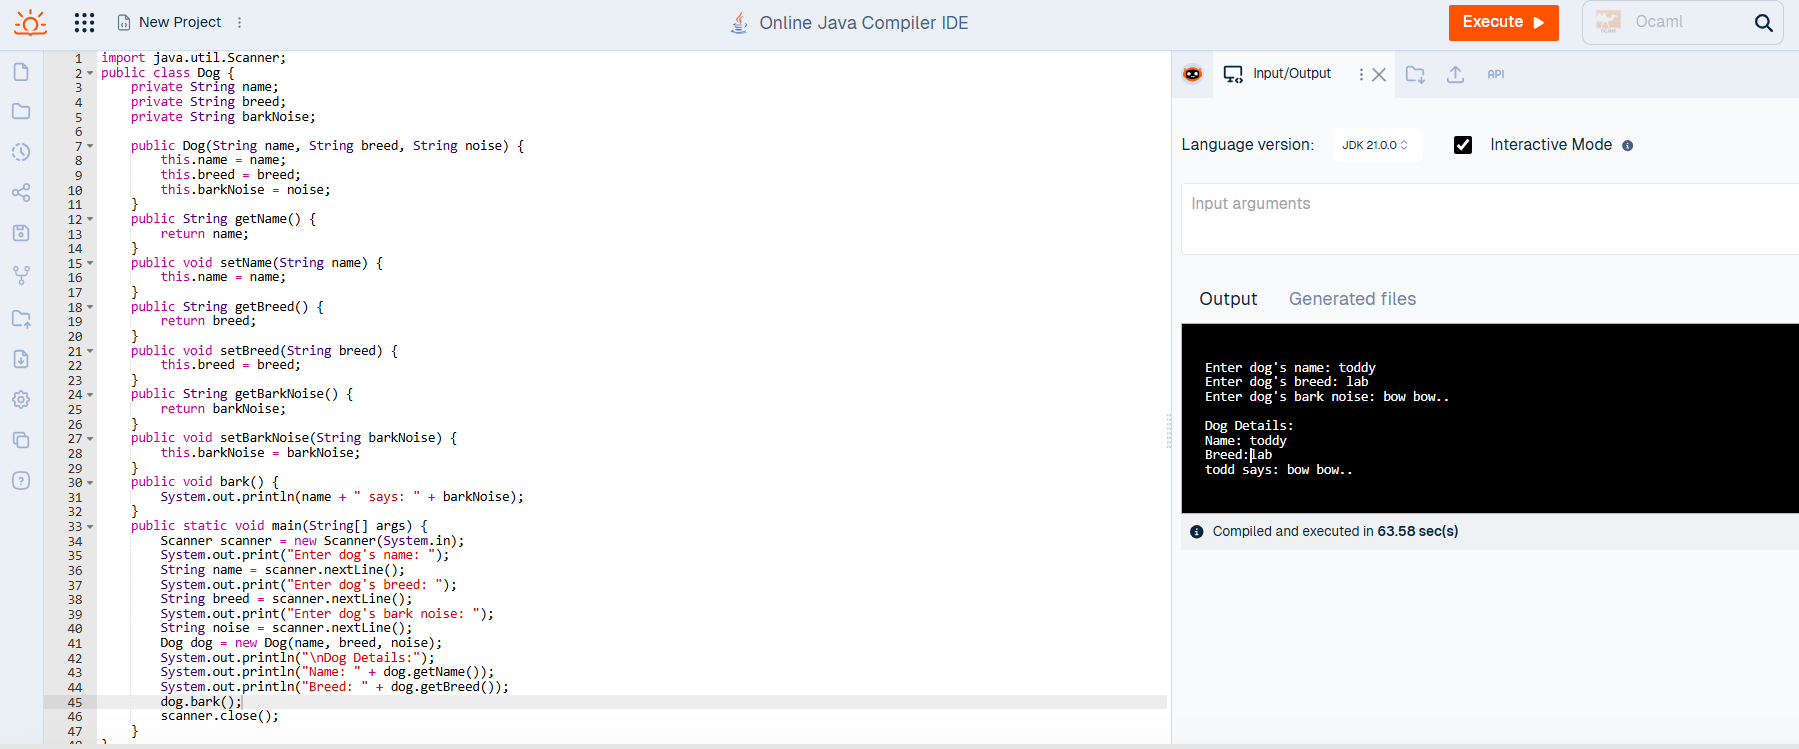 New Project
Online Java Compiler IDE
Execute
Ocaml
1 import java.util.Scanner;
2 public class Dog {
3     private String name;
4     private String breed;
5     private String barkNoise;
6
7     public Dog(String name, String breed, String noise) {
8         this.name = name;
9         this.breed = breed;
10         this.barkNoise = noise;
11     }
12     public String getName() {
13         return name;
14     }
15     public void setName(String name) {
16         this.name = name;
17     }
18     public String getBreed() {
19         return breed;
20     }
21     public void setBreed(String breed) {
22         this.breed = breed;
23     }
24     public String getBarkNoise() {
25         return barkNoise;
26     }
27     public void setBarkNoise(String barkNoise) {
28         this.barkNoise = barkNoise;
29     }
30     public void bark() {
31         System.out.println(name + " says: " + barkNoise);
32     }
33     public static void main(String[] args) {
34         Scanner scanner = new Scanner(System.in);
35         System.out.print("Enter dog's name: ");
36         String name = scanner.nextLine();
37         System.out.print("Enter dog's breed: ");
38         String breed = scanner.nextLine();
39         System.out.print("Enter dog's bark noise: ");
40         String noise = scanner.nextLine();
41         Dog dog = new Dog(name, breed, noise);
42         System.out.println("\nDog Details:");
43         System.out.println("Name: " + dog.getName());
44         System.out.println("Breed: " + dog.getBreed());
45         dog.bark();
46         scanner.close();
47     }
Input/Output
API
Language version:
JDK 21.0.0
Interactive Mode
Input arguments
Output
Generated files
Enter dog's name: toddy
Enter dog's breed: lab
Enter dog's bark noise: bow bow..
Dog Details:
Name: toddy
Breed:lab
todd says: bow bow..
Compiled and executed in 63.58 sec(s)